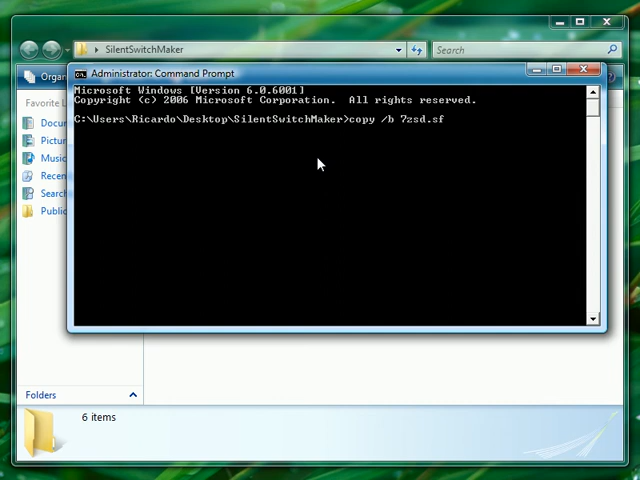 SilentSwitchMaker
Search
Organ
Administrator: Command Prompt
Microsoft Windows [Version 6.0.6001]
Copyright (c) 2006 Microsoft Corporation.  All rights reserved.
C:\Users\Ricardo\Desktop\SilentSwitchMaker>copy /b 7zsd.sf
Favorite L
Docum
Pictur
Music
Recen
Search
Public
Folders
6 items